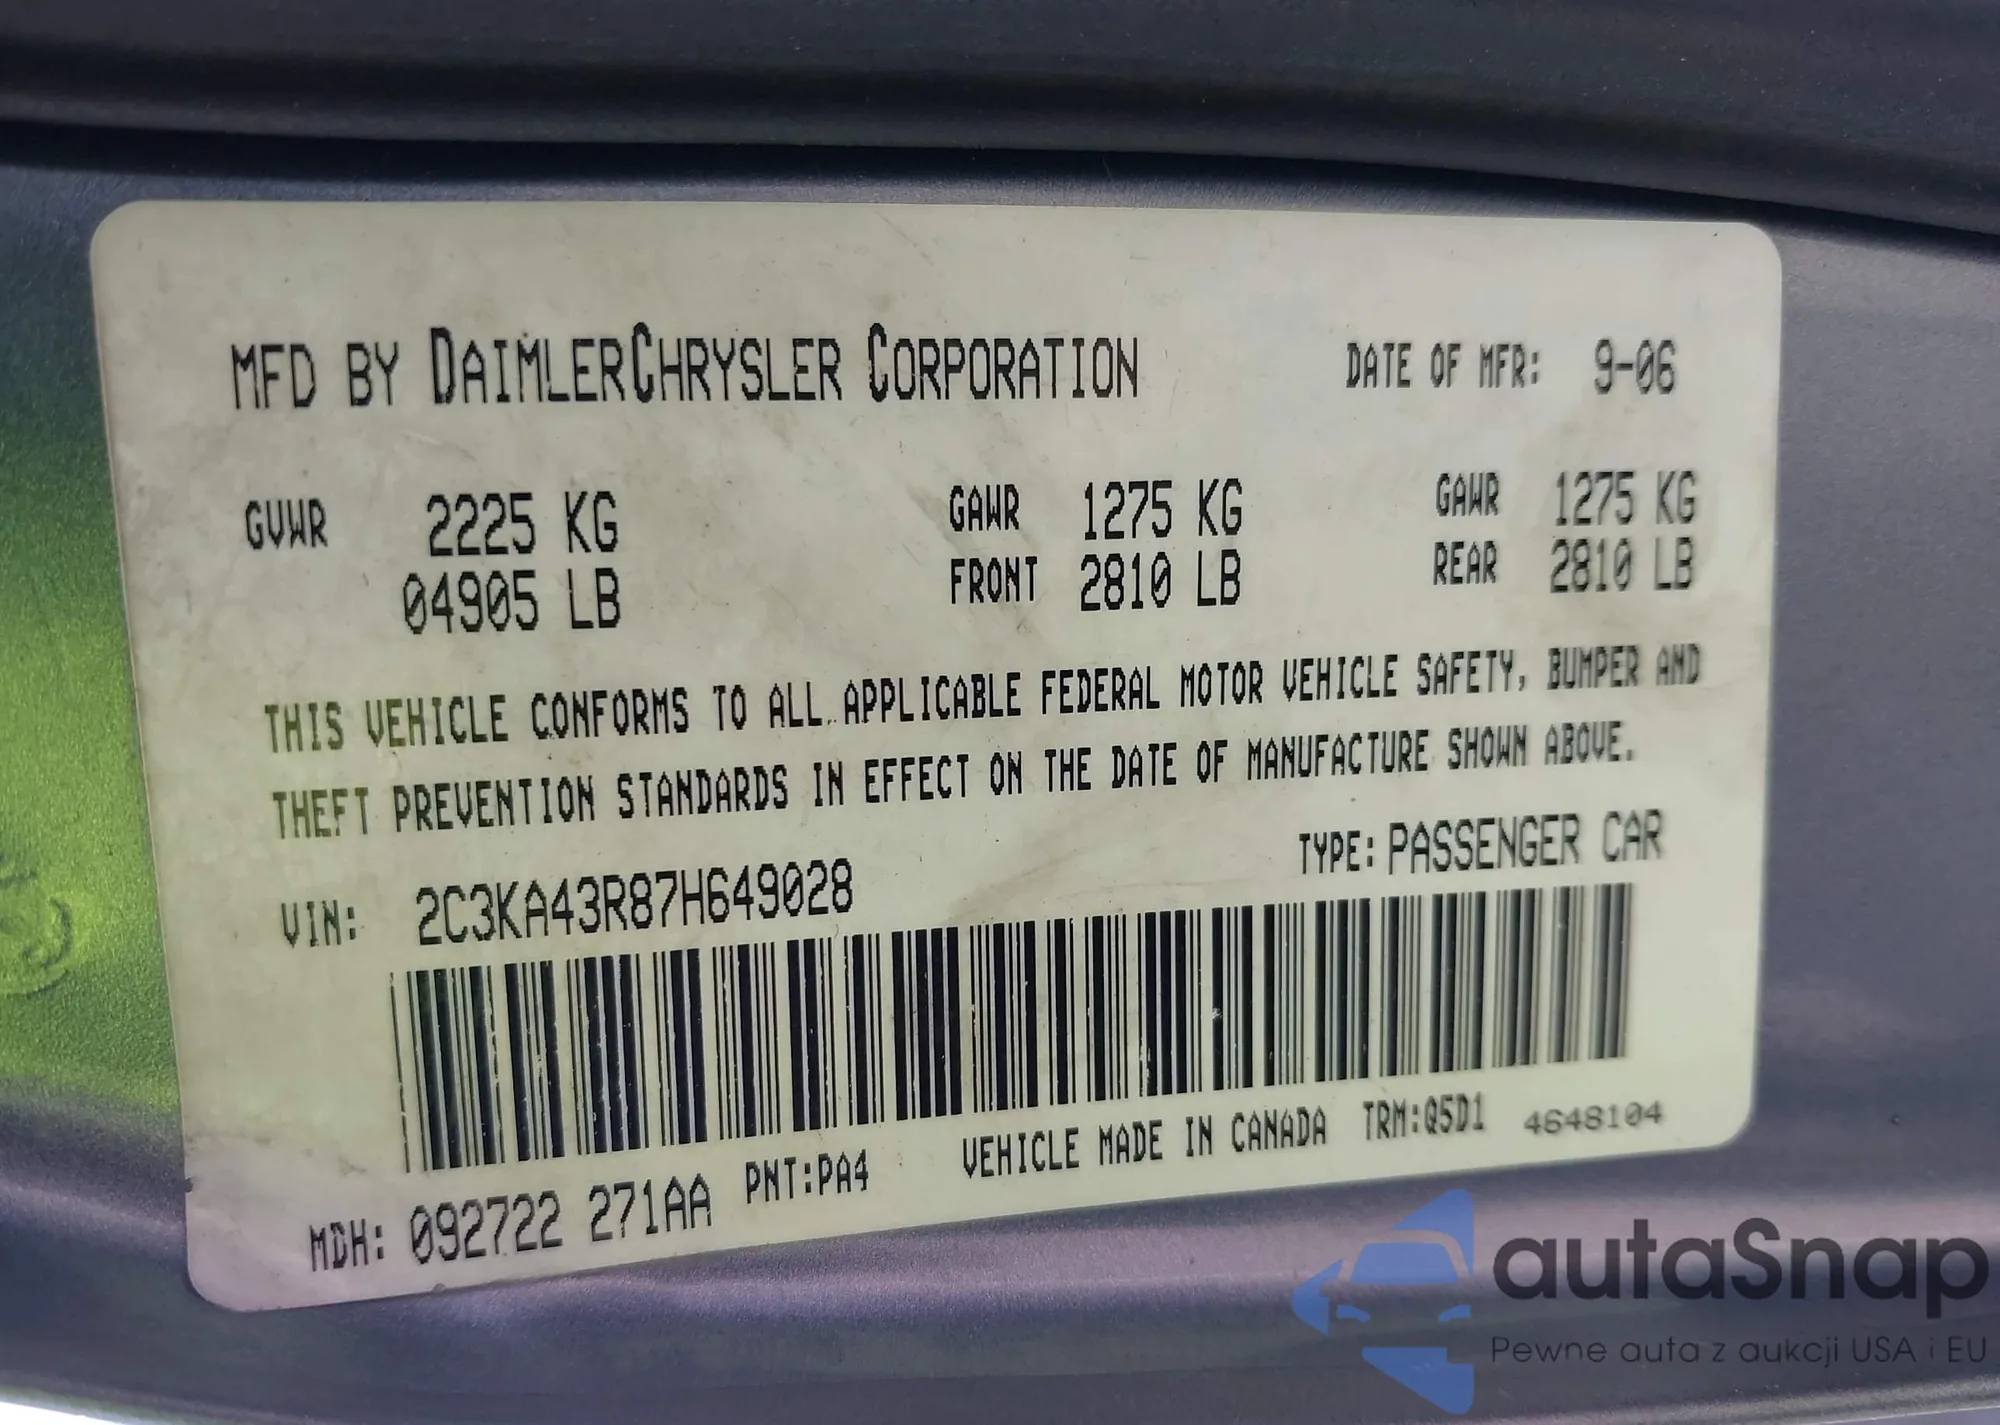 MFD BY DAIMLERCHRYSLER CORPORATION DATE OF MFR: 9-06
GVWR 2225 KG GAWR 1275 KG GAWR 1275 KG
04905 LB FRONT 2810 LB REAR 2810 LB
THIS VEHICLE CONFORMS TO ALL APPLICABLE FEDERAL MOTOR VEHICLE SAFETY, BUMPER AND
THEFT PREVENTION STANDARDS IN EFFECT ON THE DATE OF MANUFACTURE SHOWN ABOVE.
VIN: 2C3KA43R87H649028 TYPE: PASSENGER CAR
MDH: 092722 271AA PNT:PA4 VEHICLE MADE IN CANADA TRM:Q5D1 4648104
autaSnap
Pewne auta z aukcji USA i EU